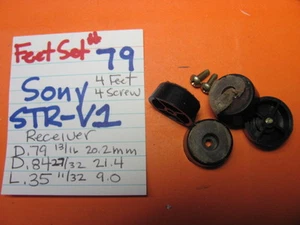 Feet Set # 79
Sony 4 Feet
4 Screw
STR-V1
Receiver
D.79 13/16 20.2mm
D.84 27/32 21.4
L.35 11/32 9.0